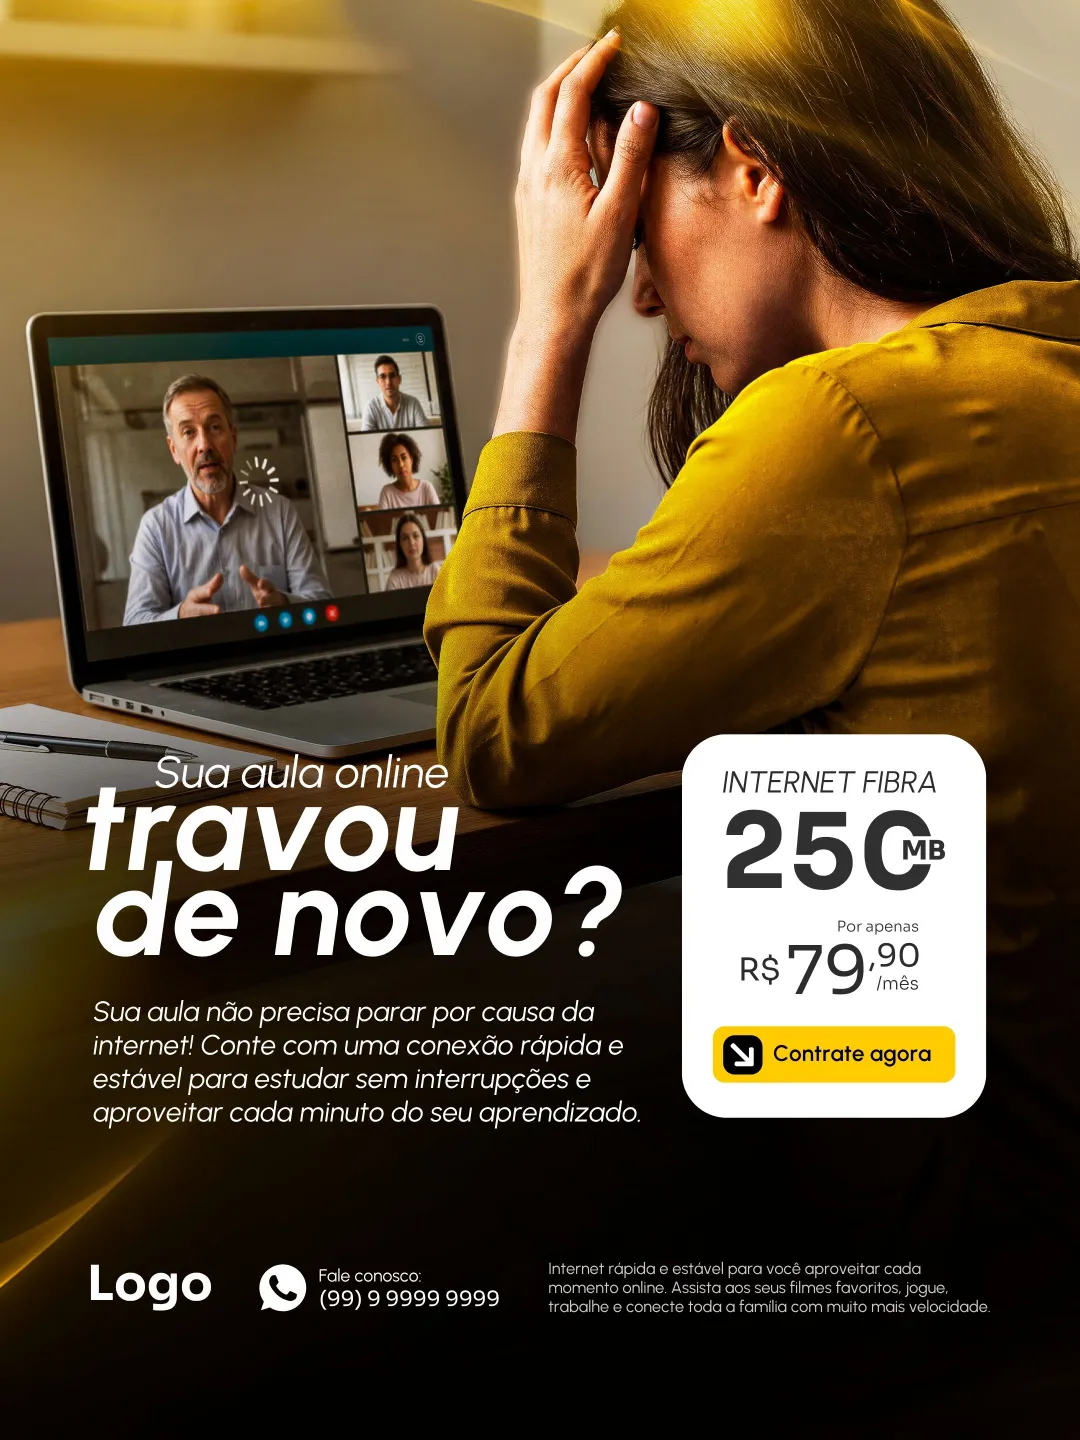 Sua aula online
travou
de novo?
Sua aula não precisa parar por causa da
internet! Conte com uma conexão rápida e
estável para estudar sem interrupções e
aproveitar cada minuto do seu aprendizado.
INTERNET FIBRA
250 MB
Por apenas
R$ 79,90
/mês
Contrate agora
Logo
Fale conosco:
(99) 9 9999 9999
Internet rápida e estável para você aproveitar cada
momento online. Assista aos seus filmes favoritos, jogue,
trabalhe e conecte toda a família com muito mais velocidade.